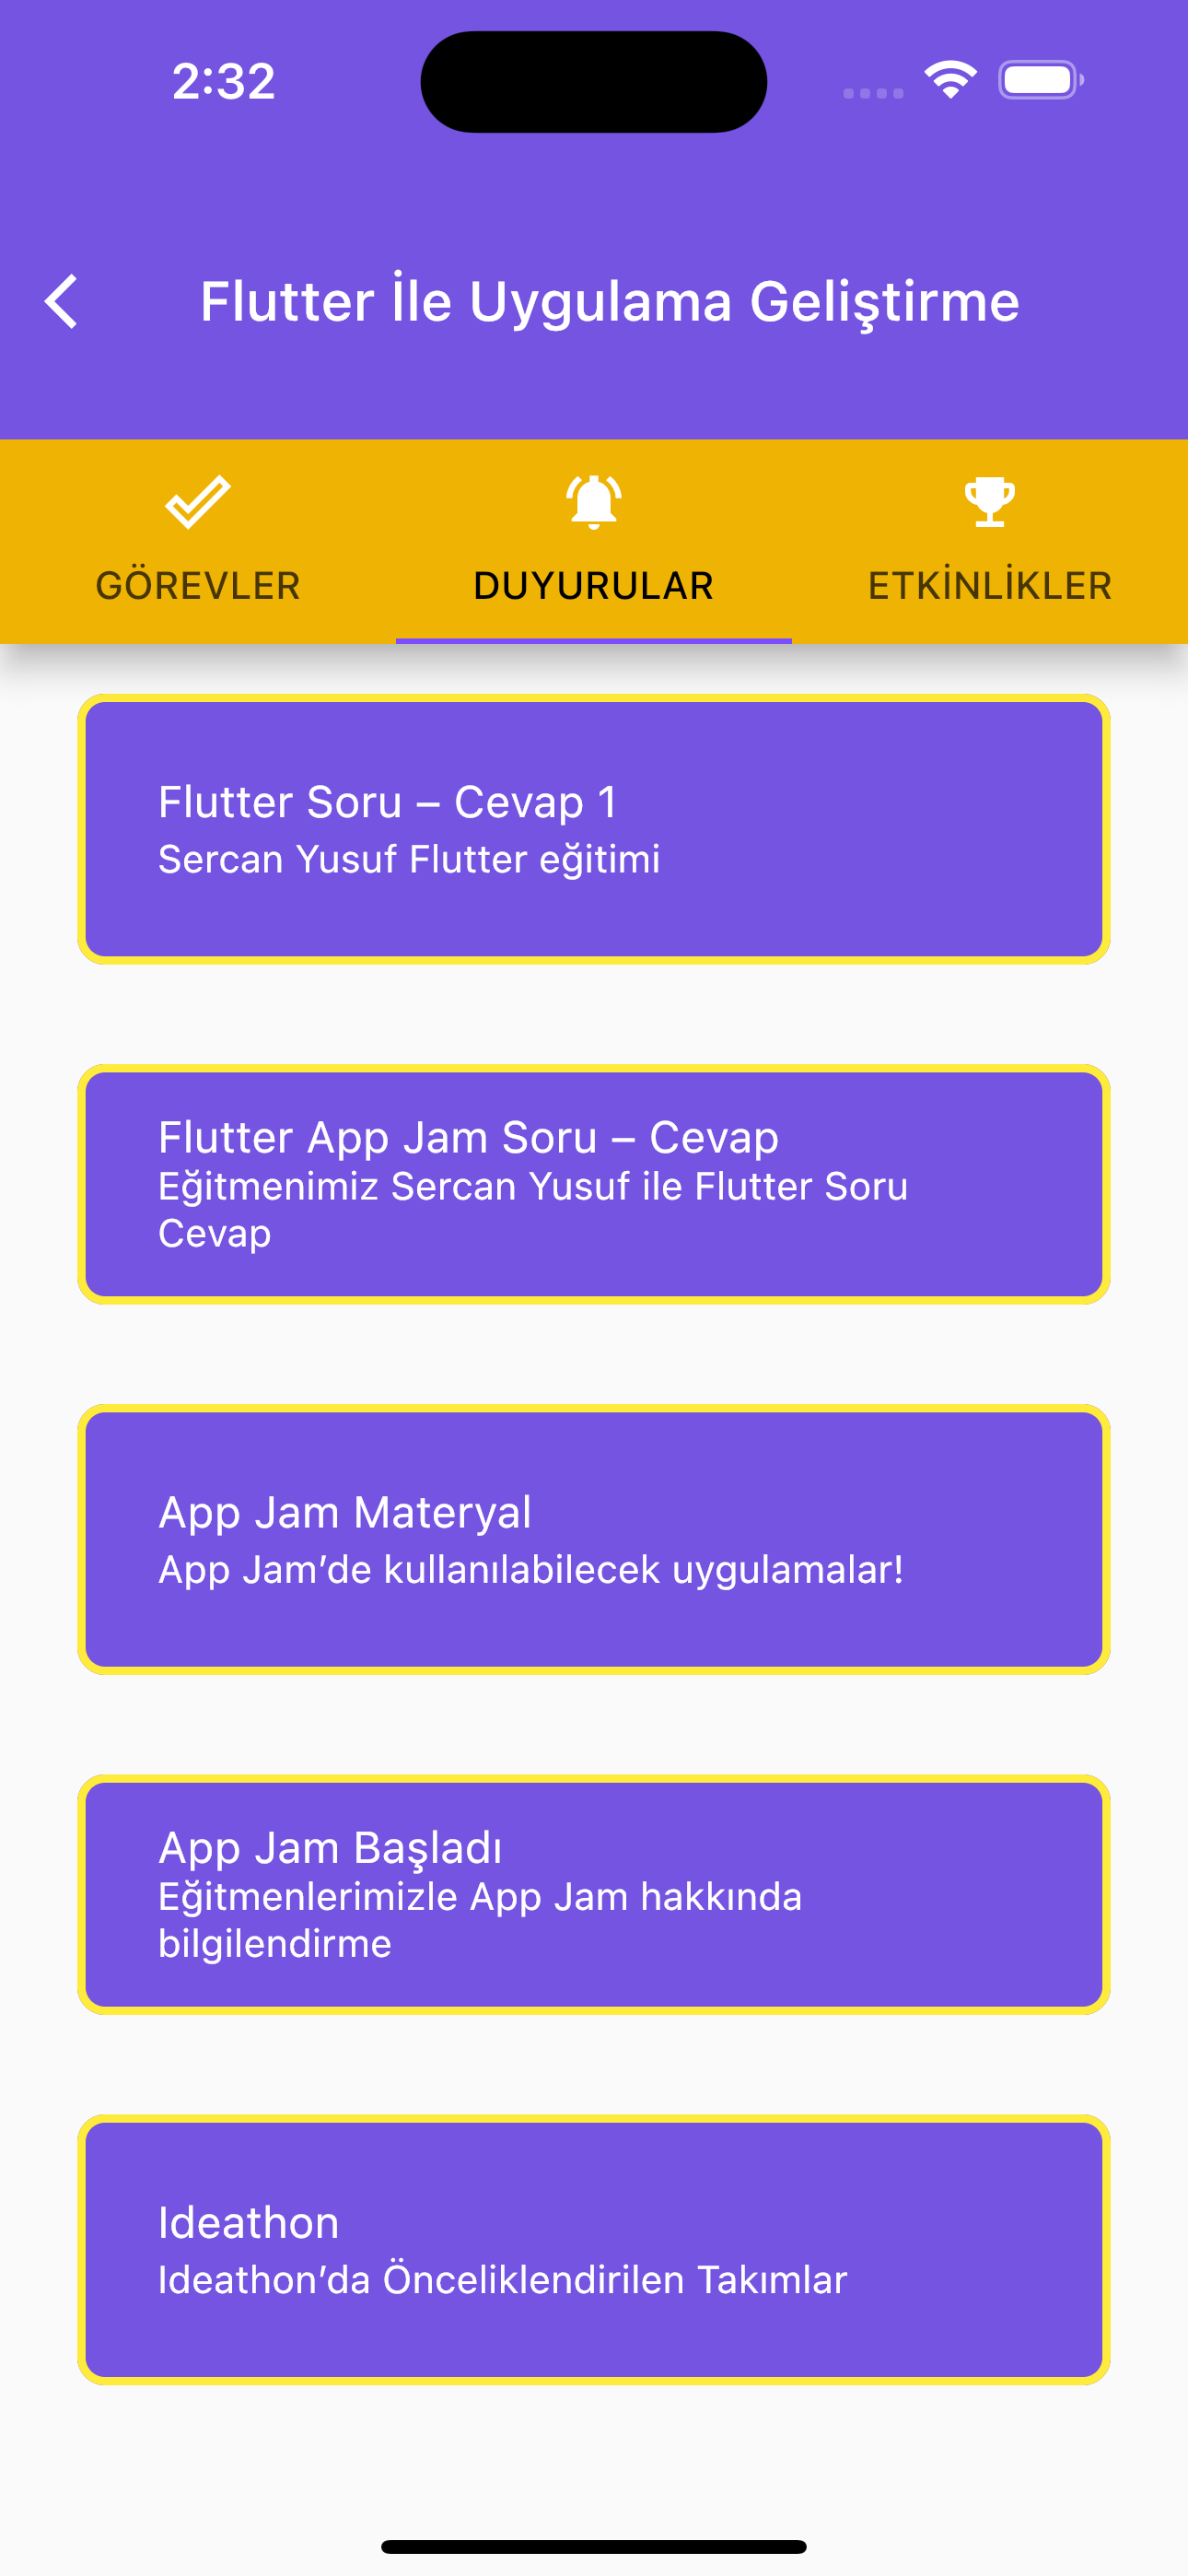 2:32
Flutter İle Uygulama Geliştirme
GÖREVLER
DUYURULAR
ETKİNLİKLER
Flutter Soru – Cevap 1
Sercan Yusuf Flutter eğitimi
Flutter App Jam Soru – Cevap
Eğitmenimiz Sercan Yusuf ile Flutter Soru
Cevap
App Jam Materyal
App Jam’de kullanılabilecek uygulamalar!
App Jam Başladı
Eğitmenlerimizle App Jam hakkında
bilgilendirme
Ideathon
Ideathon’da Önceliklendirilen Takımlar